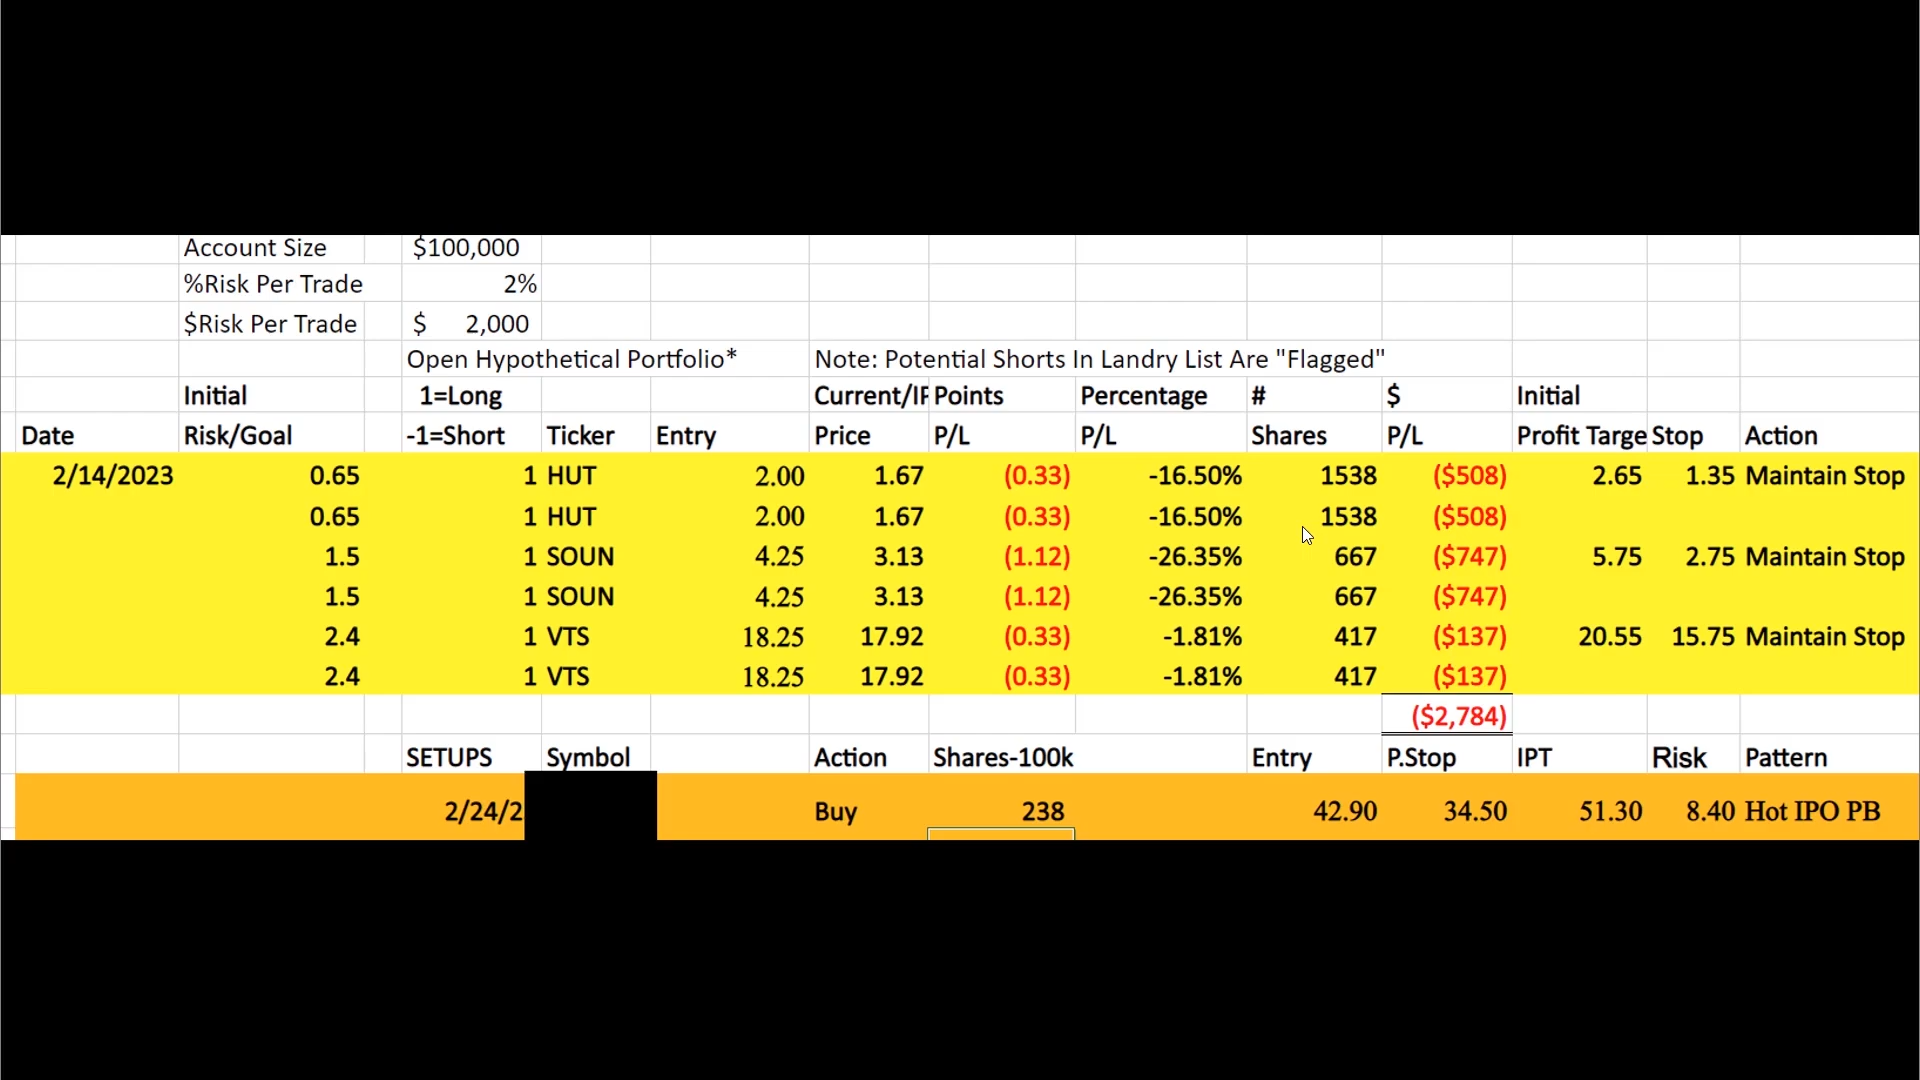 Account Size $100,000
%Risk Per Trade 2%
$Risk Per Trade $ 2,000
Open Hypothetical Portfolio* Note: Potential Shorts In Landry List Are "Flagged"
Initial 1=Long Current/IP Points Percentage # $ Initial
Date Risk/Goal -1=Short Ticker Entry Price P/L P/L Shares P/L Profit Targe Stop Action
2/14/2023 0.65 1 HUT 2.00 1.67 (0.33) -16.50% 1538 ($508) 2.65 1.35 Maintain Stop
0.65 1 HUT 2.00 1.67 (0.33) -16.50% 1538 ($508)
1.5 1 SOUN 4.25 3.13 (1.12) -26.35% 667 ($747) 5.75 2.75 Maintain Stop
1.5 1 SOUN 4.25 3.13 (1.12) -26.35% 667 ($747)
2.4 1 VTS 18.25 17.92 (0.33) -1.81% 417 ($137) 20.55 15.75 Maintain Stop
2.4 1 VTS 18.25 17.92 (0.33) -1.81% 417 ($137)
($2,784)
SETUPS Symbol Action Shares-100k Entry P.Stop IPT Risk Pattern
2/24/2 Buy 238 42.90 34.50 51.30 8.40 Hot IPO PB